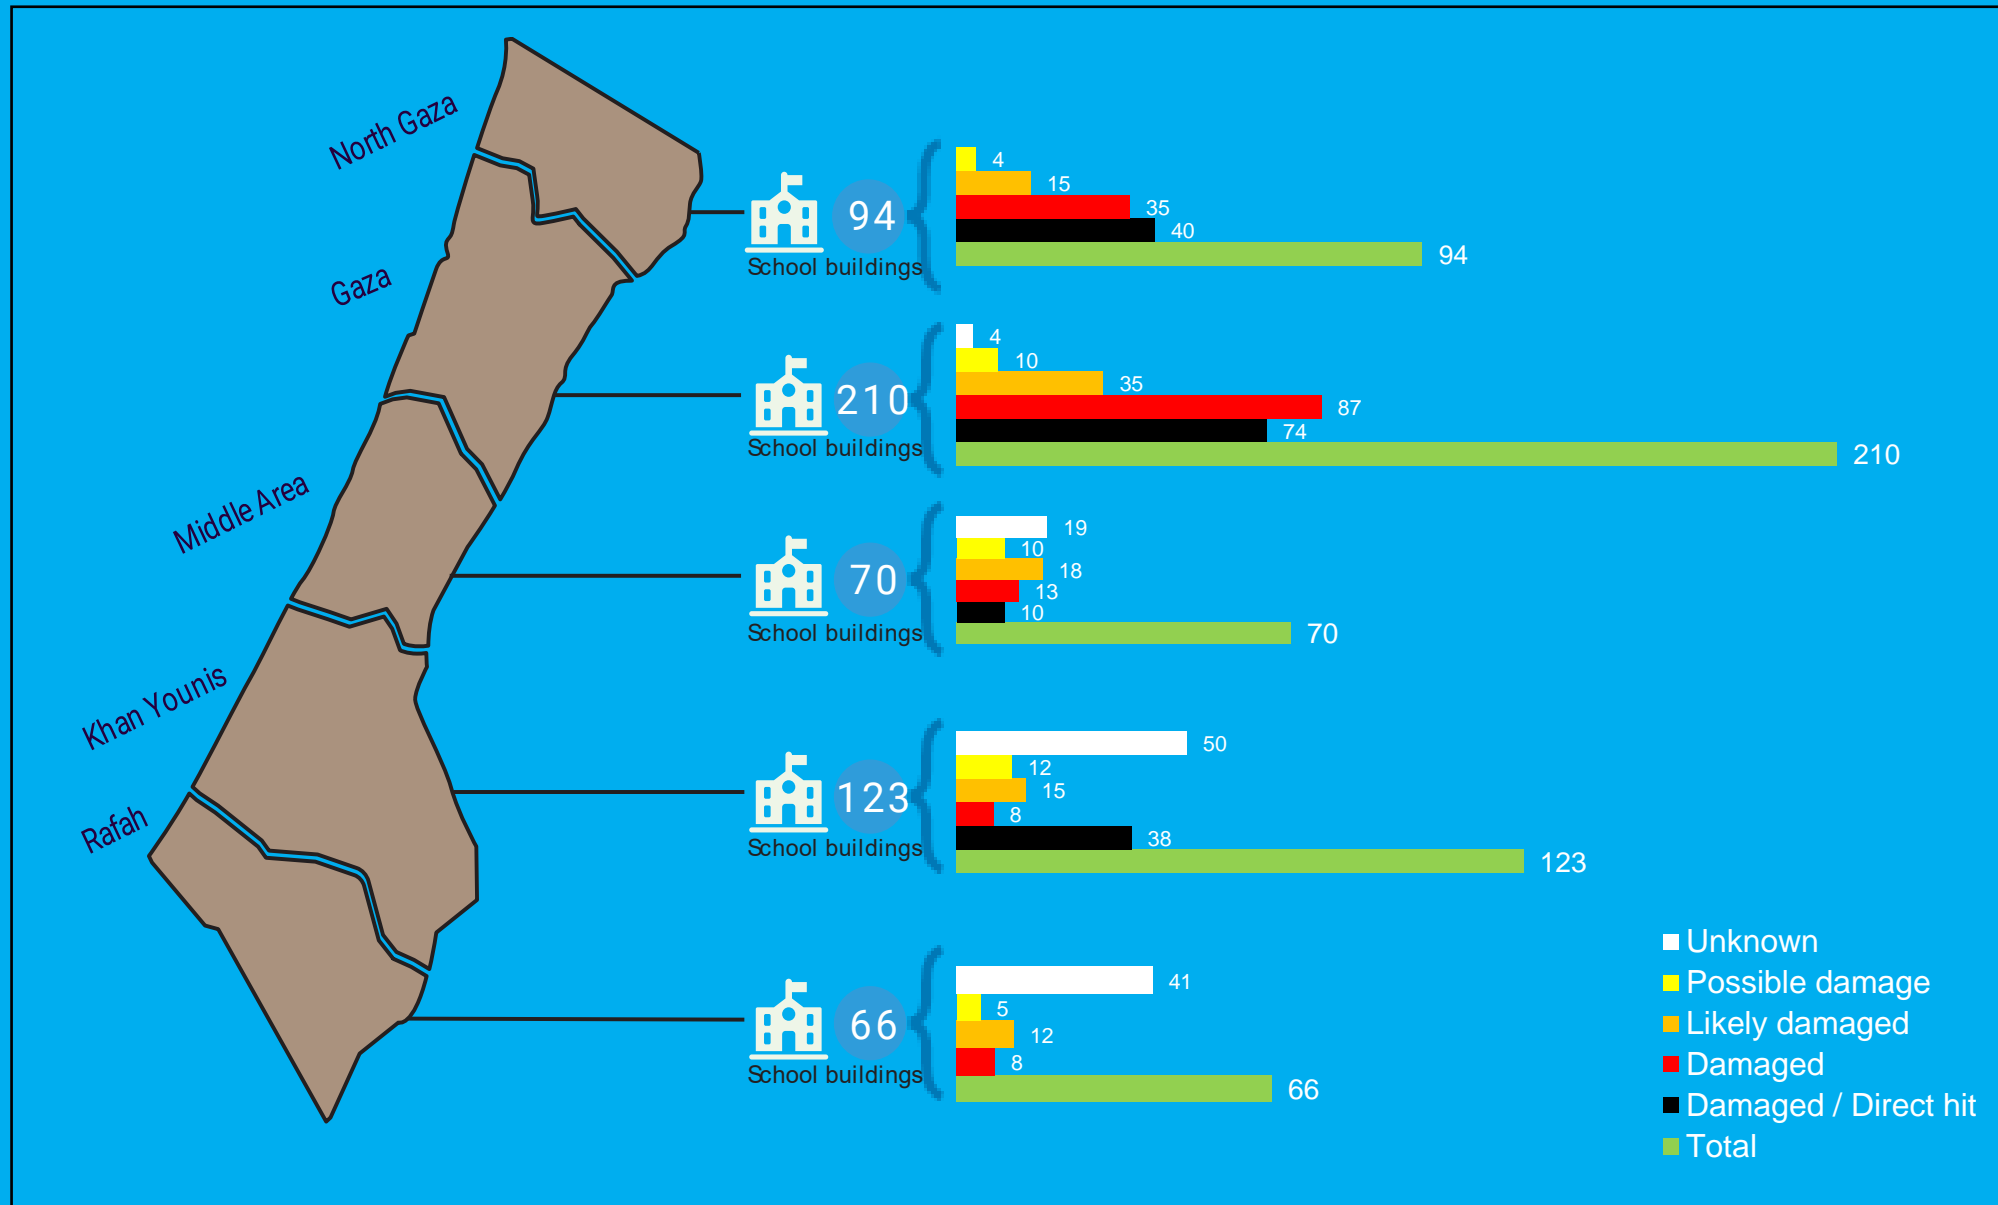 North Gaza
94
School buildings
4
15
35
40
94
Gaza
210
School buildings
4
10
35
87
74
210
Middle Area
70
School buildings
19
10
18
13
10
70
Khan Younis
123
School buildings
50
12
15
8
38
123
Rafah
66
School buildings
41
5
12
8
66
Unknown
Possible damage
Likely damaged
Damaged
Damaged / Direct hit
Total